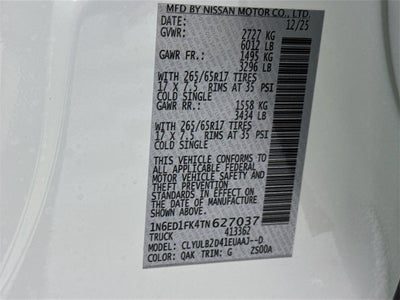 MFD BY NISSAN MOTOR CO., LTD.
DATE: 12/25
GVWR: 2727 KG
6012 LB
GAWR FR.: 1495 KG
3296 LB
WITH 265/65R17 TIRES
17 X 7.5 RIMS AT 35 PSI
COLD SINGLE
GAWR RR.: 1558 KG
3434 LB
WITH 265/65R17 TIRES
17 X 7.5 RIMS AT 35 PSI
COLD SINGLE
THIS VEHICLE CONFORMS TO
ALL APPLICABLE FEDERAL
MOTOR VEHICLE SAFETY AND
THEFT PREVENTION STANDARDS
IN EFFECT ON THE DATE OF
MANUFACTURE SHOWN ABOVE.
1N6ED1FK4TN627037
TRUCK 413362
MODEL: CLYULB2D41EUAAJ--D
COLOR: QAK TRIM: G ZS00A